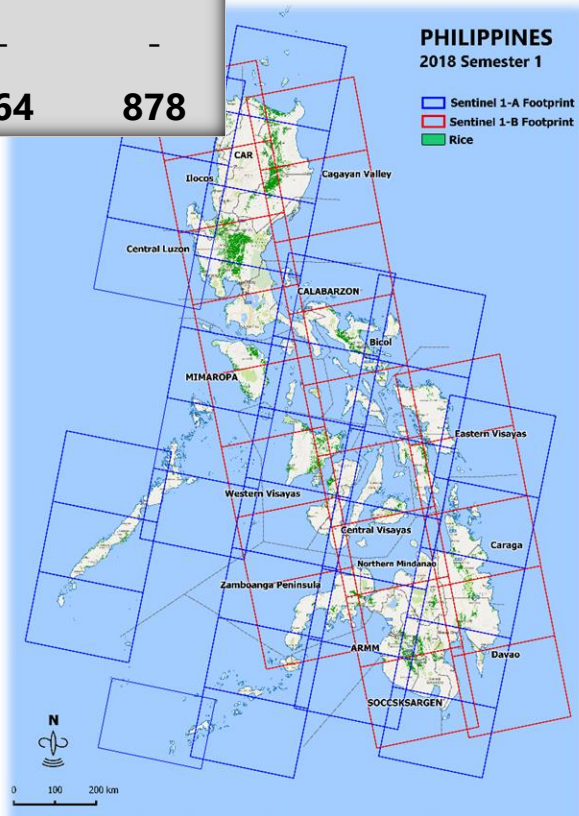 - -
64 878
PHILIPPINES
2018 Semester 1
Sentinel 1-A Footprint
Sentinel 1-B Footprint
Rice
CAR
Ilocos
Cagayan Valley
Central Luzon
CALABARZON
Bicol
MIMAROPA
Eastern Visayas
Western Visayas
Central Visayas
Caraga
Northern Mindanao
Zamboanga Peninsula
ARMM
Davao
SOCCSKSARGEN
N
0 100 200 km